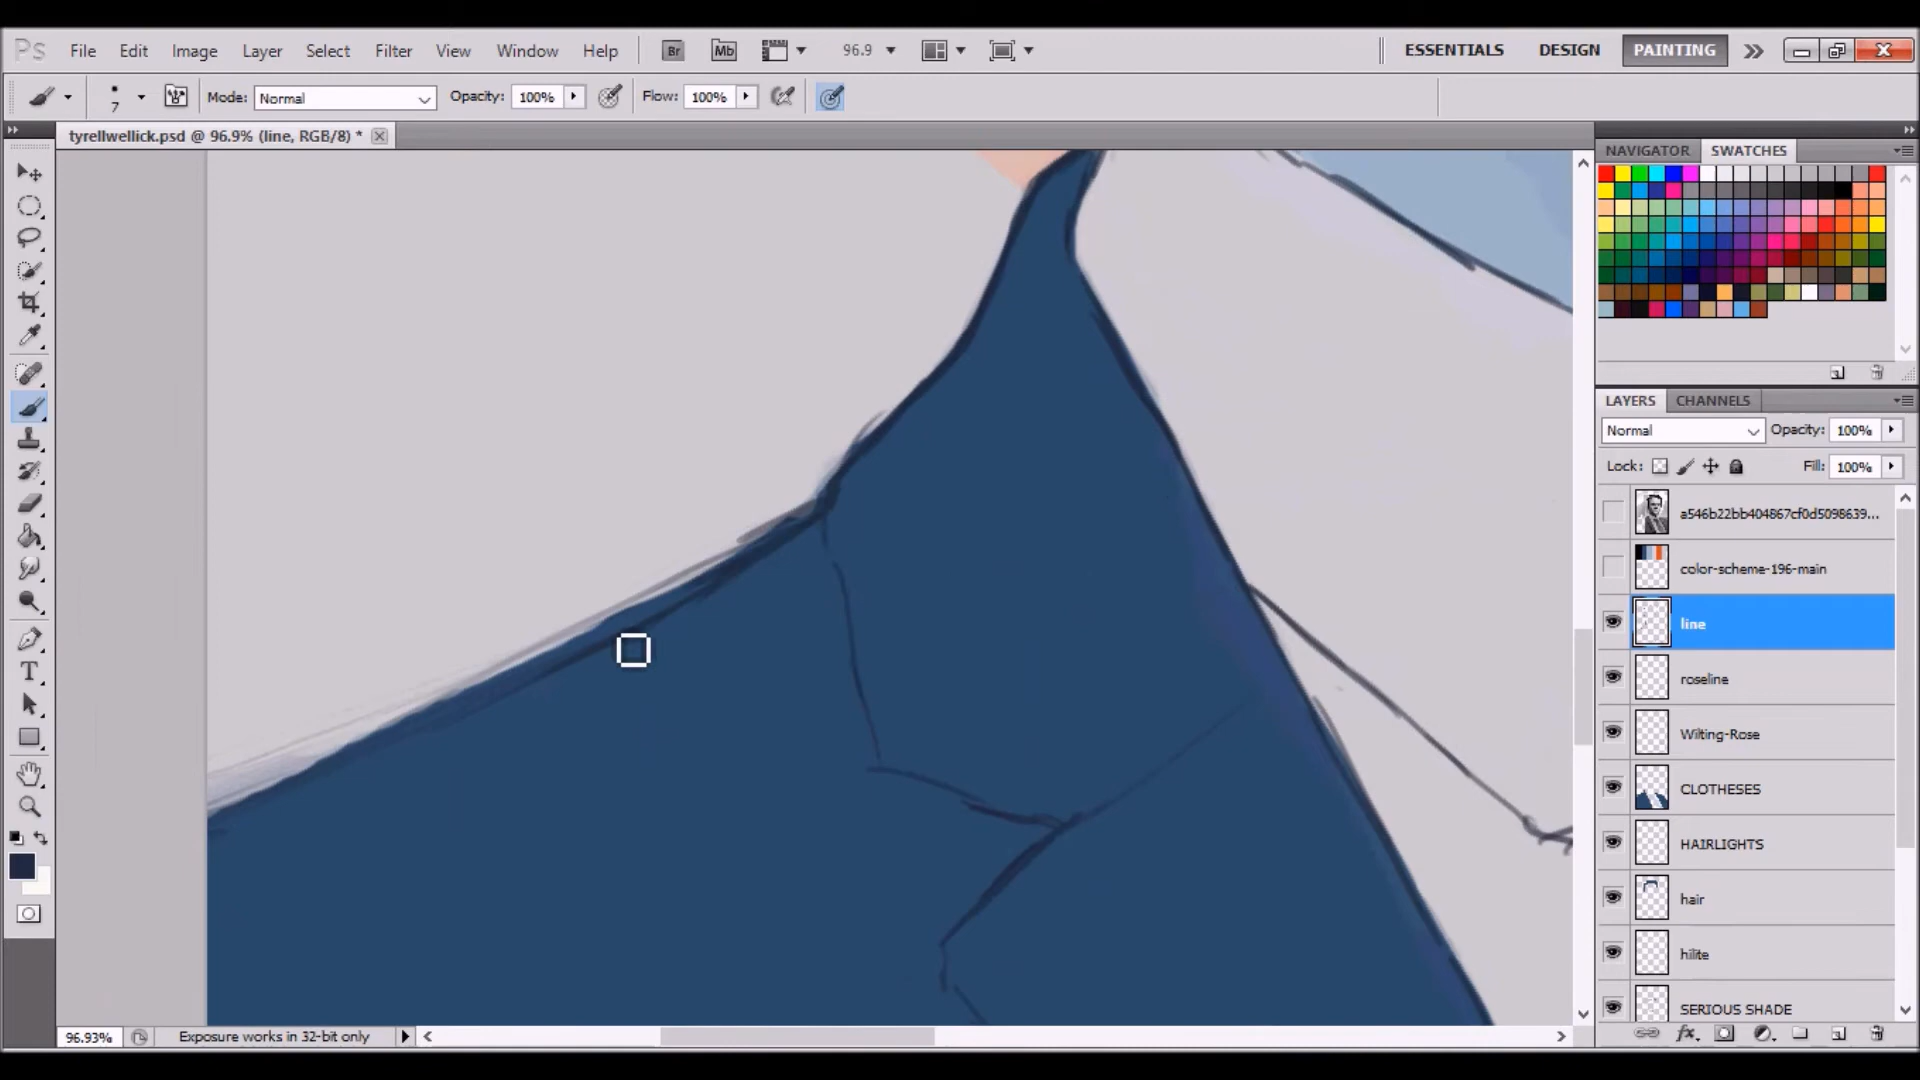 Ps File Edit Image Layer Select Filter View Window Help Br Mb 96.9 ESSENTIALS DESIGN PAINTING
7 Mode: Normal Opacity: 100% Flow: 100%
tyrellwellick.psd @ 96.9% (line, RGB/8) *
NAVIGATOR SWATCHES
LAYERS CHANNELS
Normal Opacity: 100%
Lock: Fill: 100%
a546b22bb404867cf0d5098639...
color-scheme-196-main
line
roseline
Wilting-Rose
CLOTHESES
HAIRLIGHTS
hair
hilite
SERIOUS SHADE
T
fx
96.93% Exposure works in 32-bit only